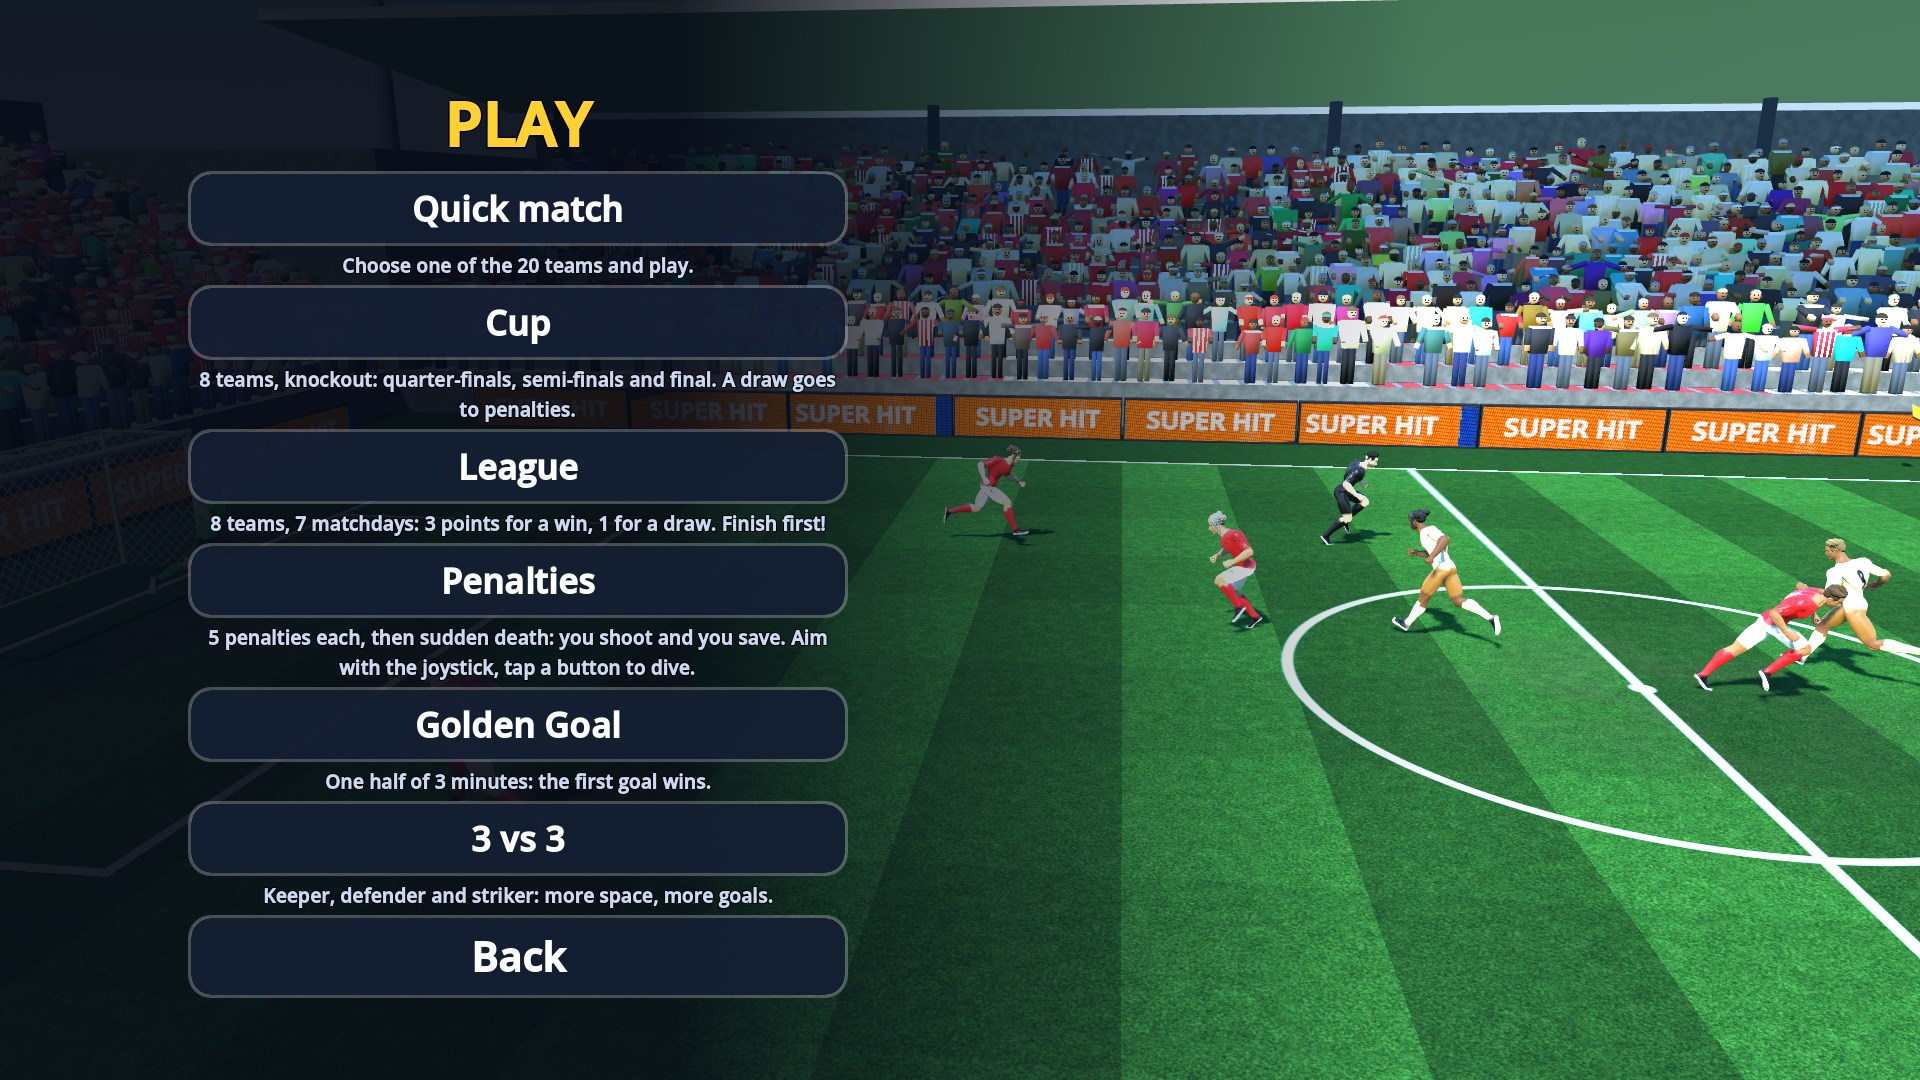 PLAY
Quick match
Choose one of the 20 teams and play.
Cup
8 teams, knockout: quarter-finals, semi-finals and final. A draw goes
to penalties.
League
8 teams, 7 matchdays: 3 points for a win, 1 for a draw. Finish first!
Penalties
5 penalties each, then sudden death: you shoot and you save. Aim
with the joystick, tap a button to dive.
Golden Goal
One half of 3 minutes: the first goal wins.
3 vs 3
Keeper, defender and striker: more space, more goals.
Back
SUPER HIT SUPER HIT SUPER HIT SUPER HIT SUPER HIT SUPER HIT SUPER HIT SUP